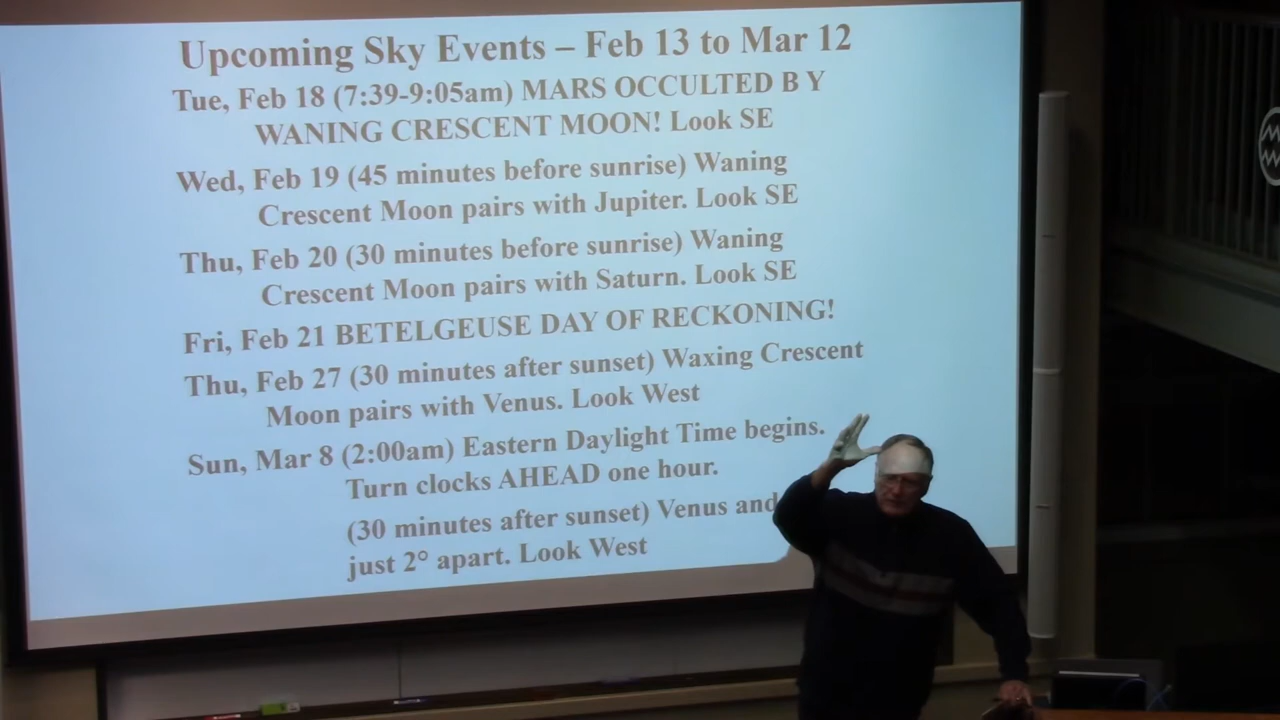 Upcoming Sky Events – Feb 13 to Mar 12
Tue, Feb 18 (7:39-9:05am) MARS OCCULTED B Y
WANING CRESCENT MOON! Look SE
Wed, Feb 19 (45 minutes before sunrise) Waning
Crescent Moon pairs with Jupiter. Look SE
Thu, Feb 20 (30 minutes before sunrise) Waning
Crescent Moon pairs with Saturn. Look SE
Fri, Feb 21 BETELGEUSE DAY OF RECKONING!
Thu, Feb 27 (30 minutes after sunset) Waxing Crescent
Moon pairs with Venus. Look West
Sun, Mar 8 (2:00am) Eastern Daylight Time begins.
Turn clocks AHEAD one hour.
(30 minutes after sunset) Venus and
just 2° apart. Look West